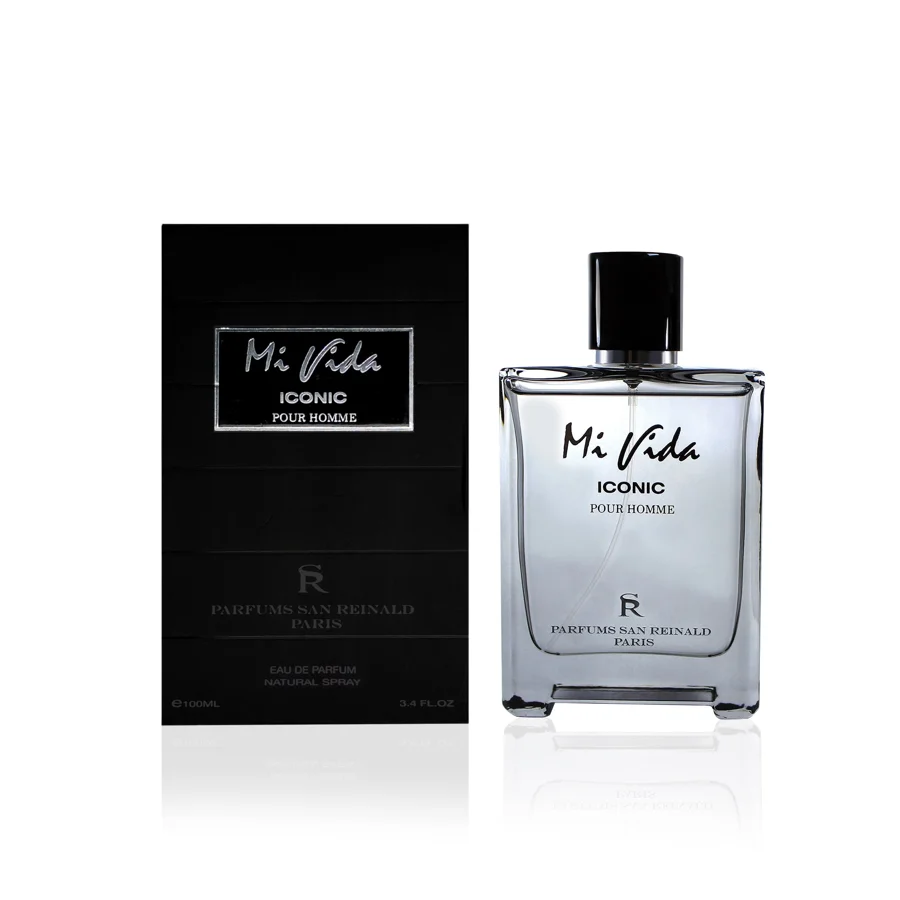 Mi Vida
ICONIC
POUR HOMME
SR
PARFUMS SAN REINALD
PARIS
EAU DE PARFUM
NATURAL SPRAY
e100ML 3.4 FL.OZ
Mi Vida
ICONIC
POUR HOMME
SR
PARFUMS SAN REINALD
PARIS